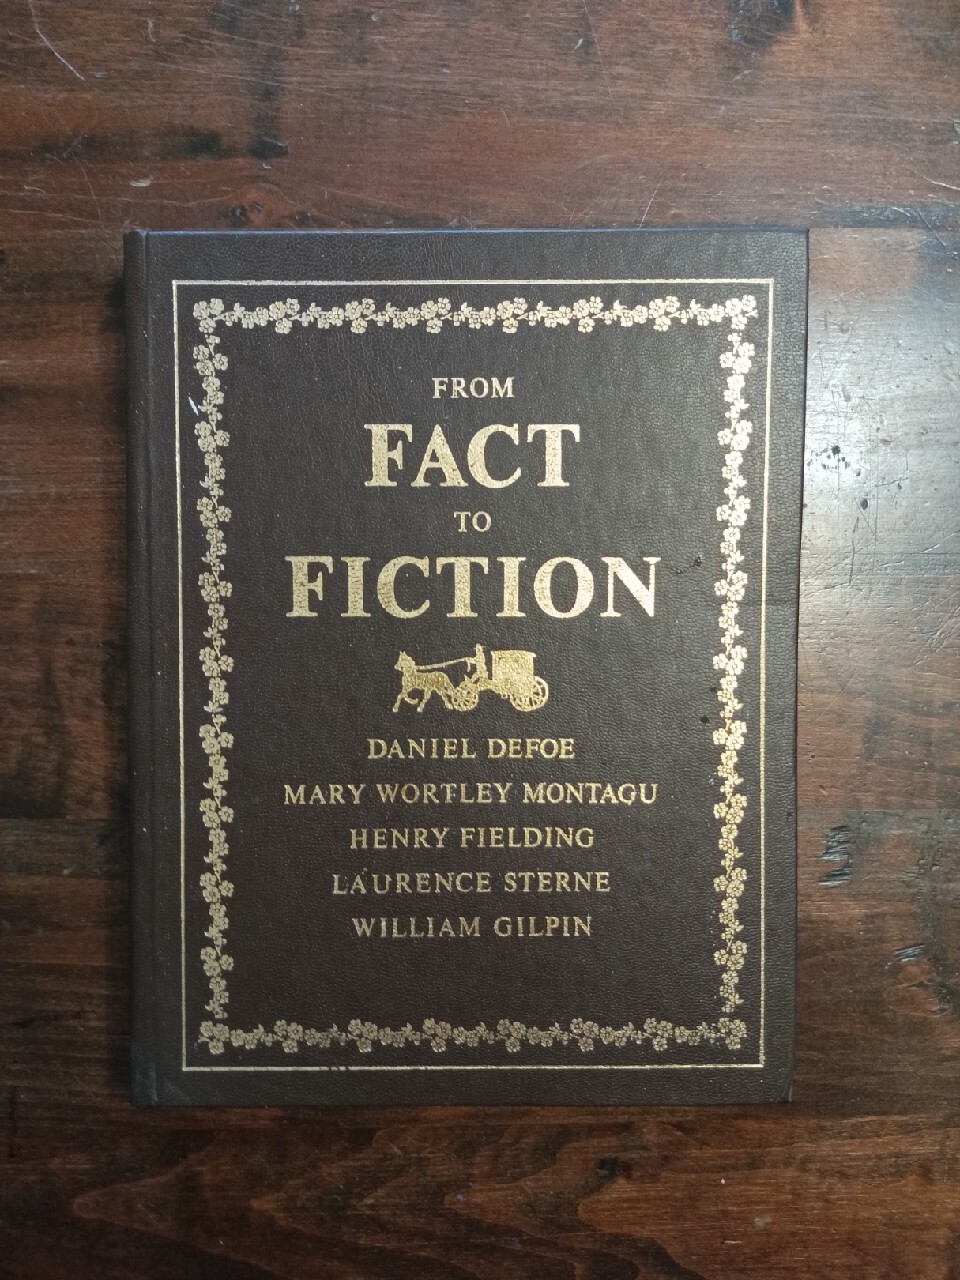 FROM
FACT
TO
FICTION
DANIEL DEFOE
MARY WORTLEY MONTAGU
HENRY FIELDING
LAURENCE STERNE
WILLIAM GILPIN